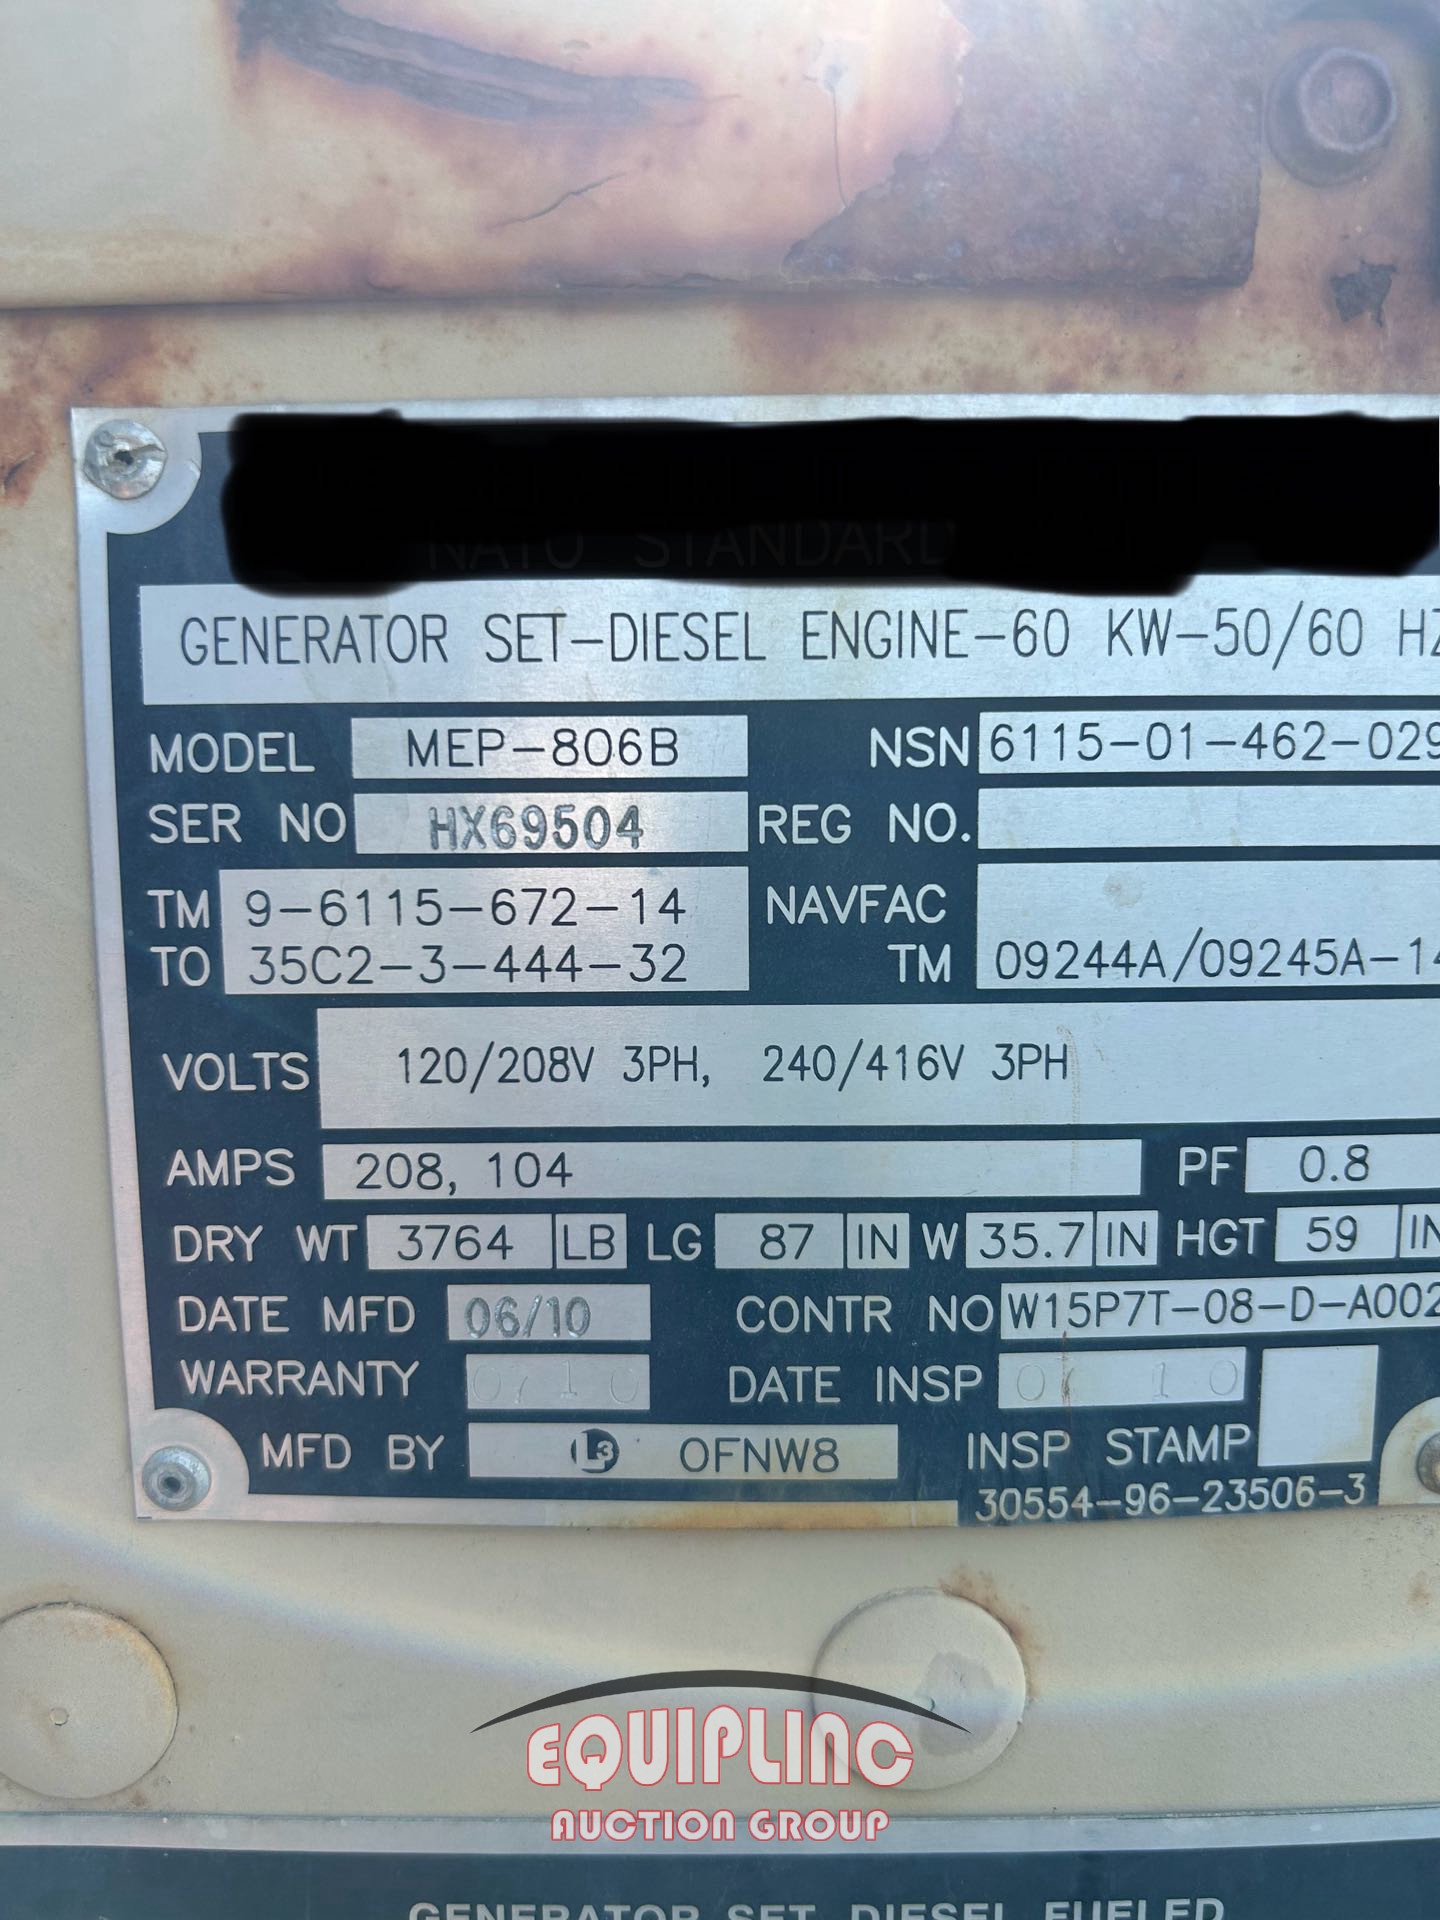 NATO STANDARD
GENERATOR SET-DIESEL ENGINE-60 KW-50/60 HZ
MODEL MEP-806B NSN 6115-01-462-029
SER NO HX69504 REG NO.
TM 9-6115-672-14 NAVFAC
TO 35C2-3-444-32 TM 09244A/09245A-14
VOLTS 120/208V 3PH, 240/416V 3PH
AMPS 208, 104 PF 0.8
DRY WT 3764 LB LG 87 IN W 35.7 IN HGT 59 IN
DATE MFD 06/10 CONTR NO W15P7T-08-D-A002
WARRANTY DATE INSP
MFD BY L3 0FNW8 INSP STAMP
30554-96-23506-3
EQUIPLINC
AUCTION GROUP
GENERATOR SET DIESEL FUELED